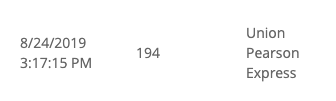 8/24/2019
3:17:15 PM
194
Union
Pearson
Express